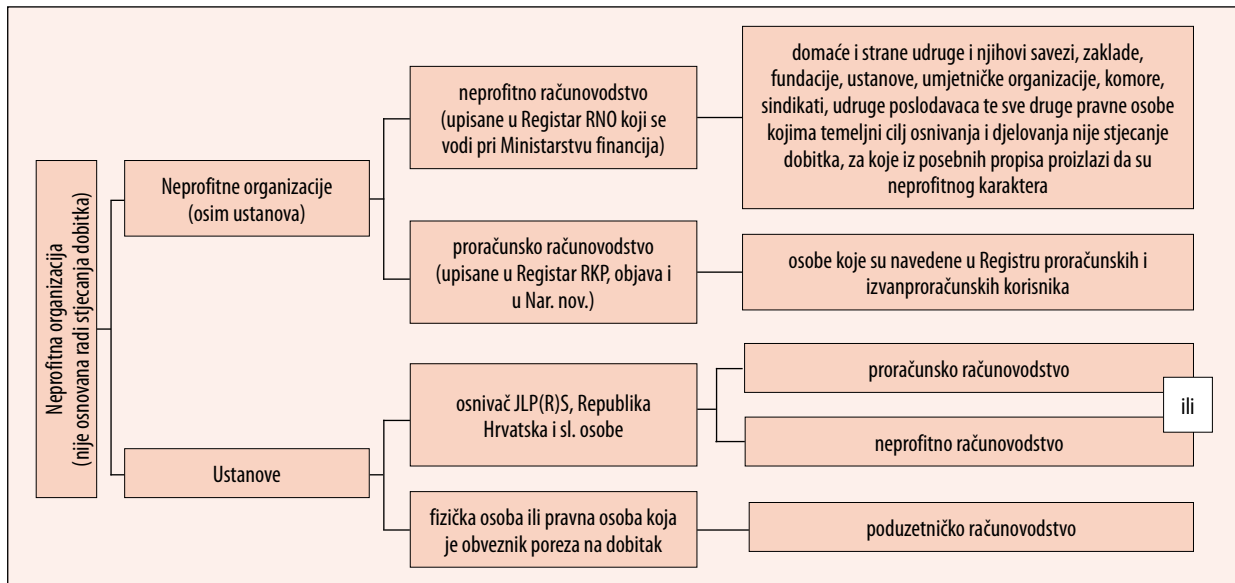 Neprofitna organizacija
(nije osnovana radi stjecanja dobitka)
Neprofitne organizacije
(osim ustanova)
neprofitno računovodstvo
(upisane u Registar RNO koji se
vodi pri Ministarstvu financija)
domaće i strane udruge i njihovi savezi, zaklade,
fundacije, ustanove, umjetničke organizacije, komore,
sindikati, udruge poslodavaca te sve druge pravne osobe
kojima temeljni cilj osnivanja i djelovanja nije stjecanje
dobitka, za koje iz posebnih propisa proizlazi da su
neprofitnog karaktera
proračunsko računovodstvo
(upisane u Registar RKP, objava i
u Nar. nov.)
osobe koje su navedene u Registru proračunskih i
izvanproračunskih korisnika
Ustanove
osnivač JLP(R)S, Republika
Hrvatska i sl. osobe
proračunsko računovodstvo
ili
neprofitno računovodstvo
fizička osoba ili pravna osoba koja
je obveznik poreza na dobitak
poduzetničko računovodstvo